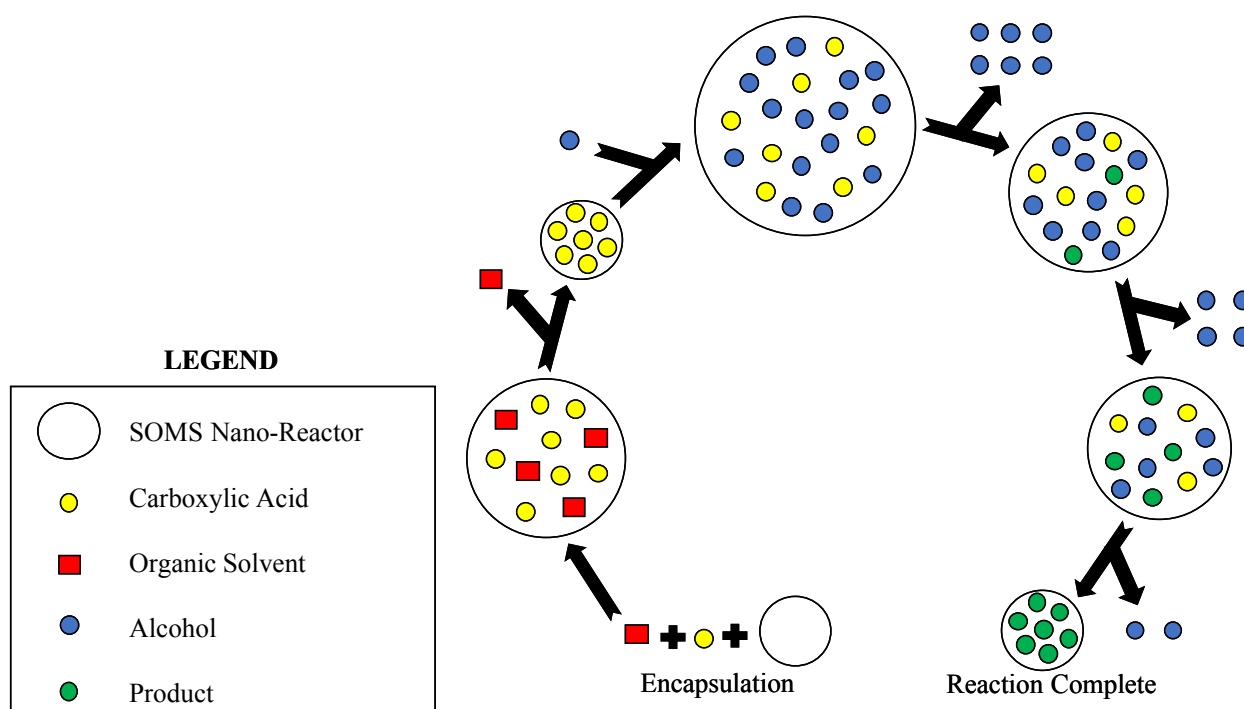 LEGEND
SOMS Nano-Reactor
Carboxylic Acid
Organic Solvent
Alcohol
Product
Encapsulation
Reaction Complete